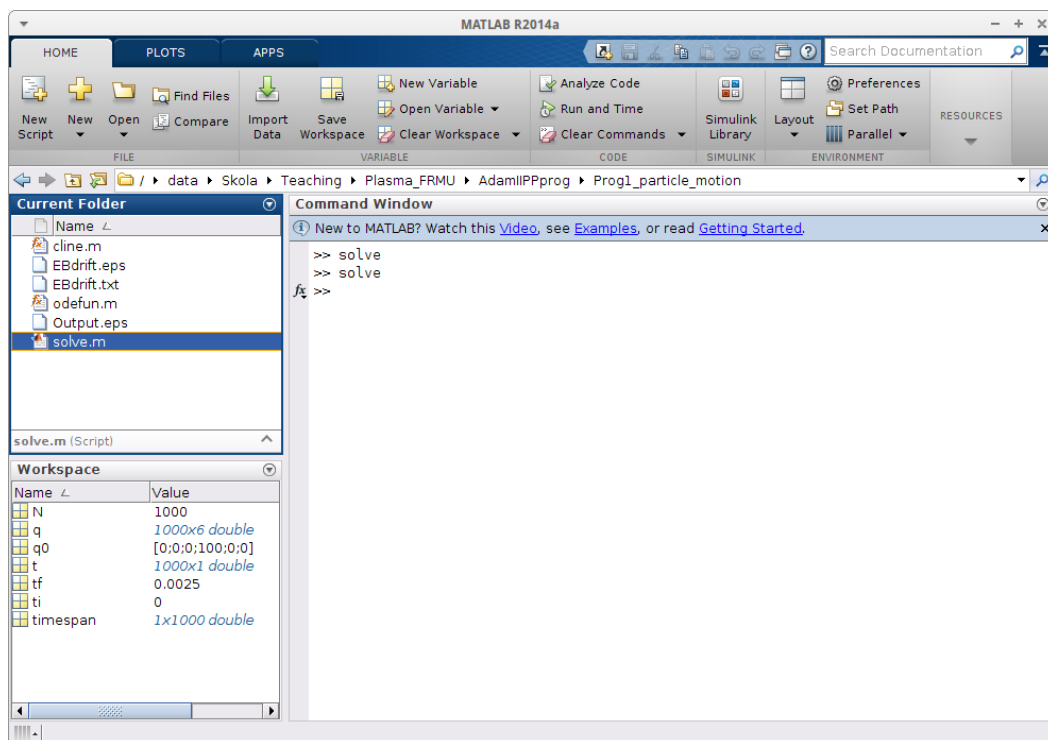 MATLAB R2014a
HOME PLOTS APPS Search Documentation
New Script
New
Open
Find Files
Compare
Import Data
Save Workspace
New Variable
Open Variable
Clear Workspace
Analyze Code
Run and Time
Clear Commands
Simulink Library
Layout
Preferences
Set Path
Parallel
RESOURCES
FILE VARIABLE CODE SIMULINK ENVIRONMENT
/ data Skola Teaching Plasma_FRMU AdamIIPPprog Prog1_particle_motion
Current Folder
Name
cline.m
EBdrift.eps
EBdrift.txt
odefun.m
Output.eps
solve.m
solve.m (Script)
Workspace
Name Value
N 1000
q 1000x6 double
q0 [0;0;0;100;0;0]
t 1000x1 double
tf 0.0025
ti 0
timespan 1x1000 double
Command Window
New to MATLAB? Watch this Video, see Examples, or read Getting Started.
>> solve
>> solve
fx >>